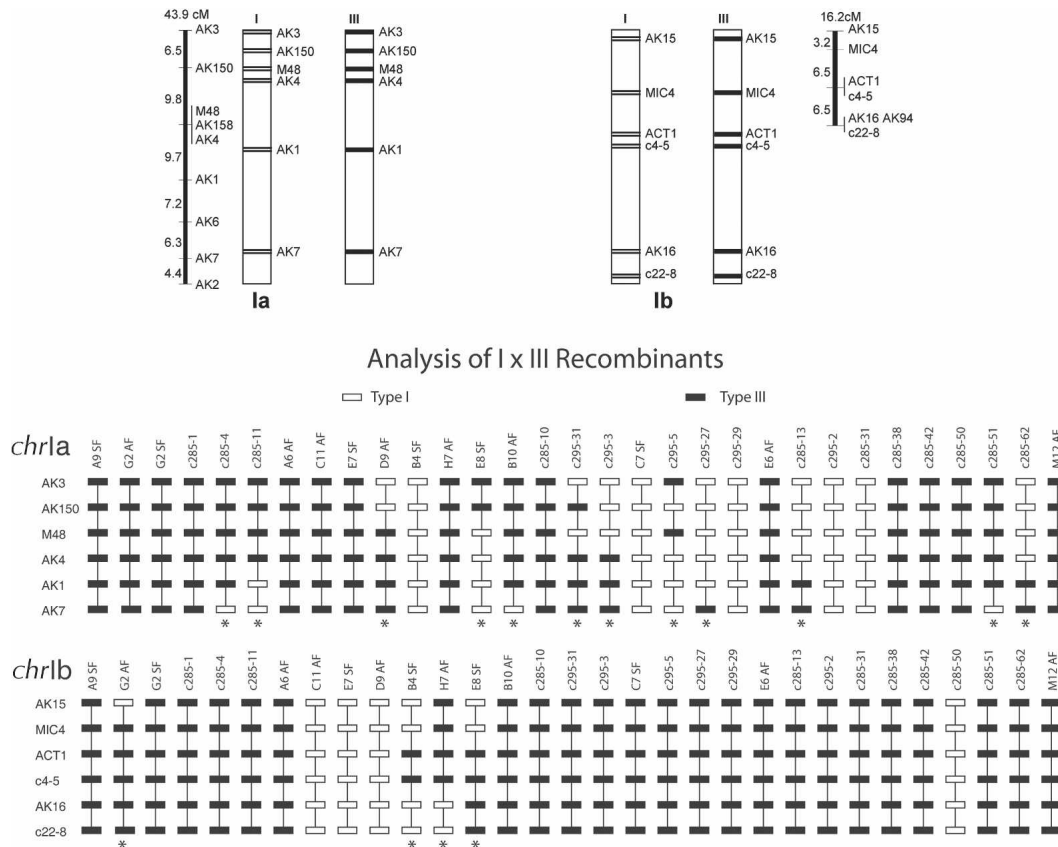 43.9 cM
AK3
6.5
AK150
9.8
M48
AK158
AK4
9.7
AK1
7.2
AK6
6.3
AK7
4.4
AK2
I
AK3
AK150
M48
AK4
AK1
AK7
III
AK3
AK150
M48
AK4
AK1
AK7
Ia
I
AK15
MIC4
ACT1
c4-5
AK16
c22-8
III
AK15
MIC4
ACT1
c4-5
AK16
c22-8
Ib
16.2cM
AK15
3.2
MIC4
6.5
ACT1
c4-5
6.5
AK16 AK94
c22-8
Analysis of I x III Recombinants
Type I
Type III
chrIa
A9 SF
G2 AF
G2 SF
c285-1
c285-4
c285-11
A6 AF
C11 AF
E7 SF
D9 AF
B4 SF
H7 AF
E8 SF
B10 AF
c285-10
c295-31
c295-3
C7 SF
c295-5
c295-27
c295-29
E6 AF
c285-13
c295-2
c285-31
c285-38
c285-42
c285-50
c285-51
c285-62
M12 AF
AK3
AK150
M48
AK4
AK1
AK7
* * * * * * * * * * * *
chrIb
A9 SF
G2 AF
G2 SF
c285-1
c285-4
c285-11
A6 AF
C11 AF
E7 SF
D9 AF
B4 SF
H7 AF
E8 SF
B10 AF
c285-10
c295-31
c295-3
C7 SF
c295-5
c295-27
c295-29
E6 AF
c285-13
c295-2
c285-31
c285-38
c285-42
c285-50
c285-51
c285-62
M12 AF
AK15
MIC4
ACT1
c4-5
AK16
c22-8
* * * *